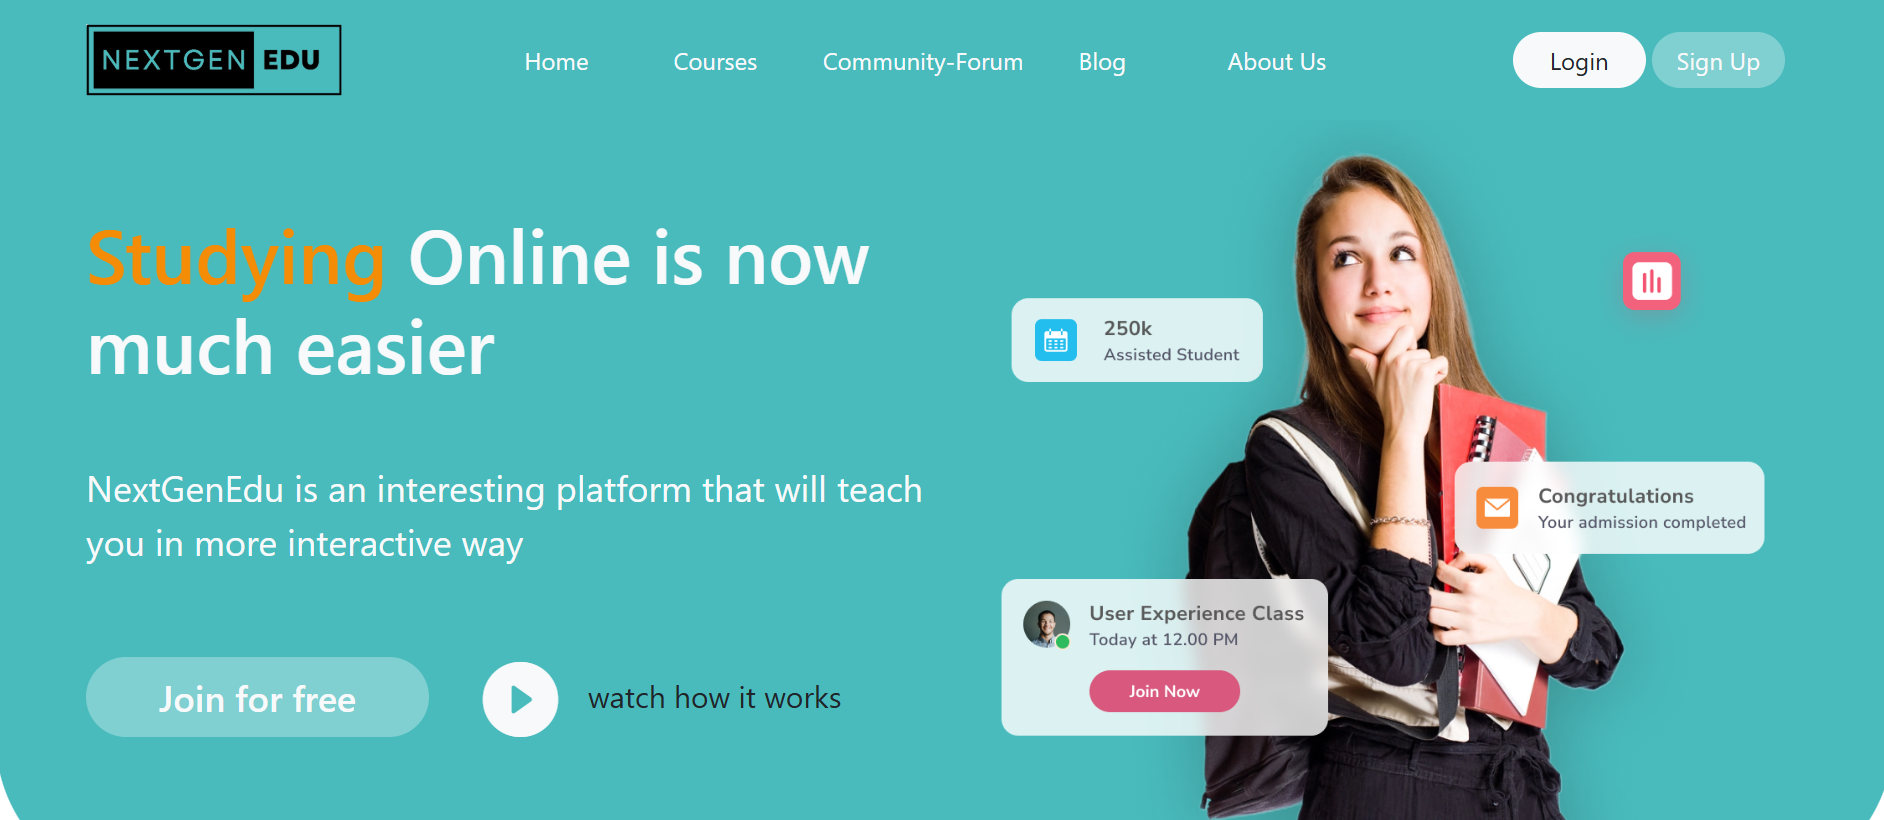 NEXTGEN EDU
Home Courses Community-Forum Blog About Us Login Sign Up
Studying Online is now
much easier
NextGenEdu is an interesting platform that will teach
you in more interactive way
Join for free
watch how it works
250k
Assisted Student
Congratulations
Your admission completed
User Experience Class
Today at 12.00 PM
Join Now